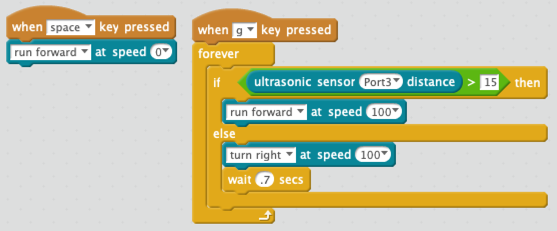 when space key pressed
run forward at speed 0
when g key pressed
forever
if ultrasonic sensor Port3 distance > 15 then
run forward at speed 100
else
turn right at speed 100
wait .7 secs